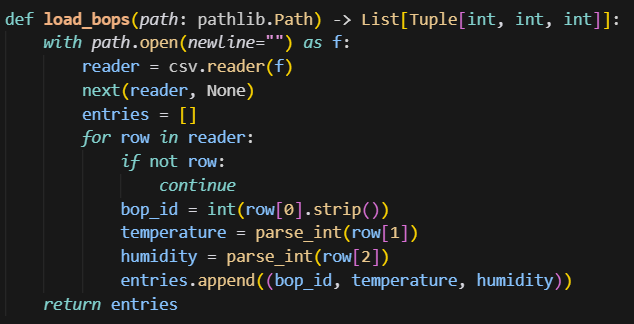 def load_bops(path: pathlib.Path) -> List[Tuple[int, int, int]]:
    with path.open(newline="") as f:
        reader = csv.reader(f)
        next(reader, None)
        entries = []
        for row in reader:
            if not row:
                continue
            bop_id = int(row[0].strip())
            temperature = parse_int(row[1])
            humidity = parse_int(row[2])
            entries.append((bop_id, temperature, humidity))
    return entries